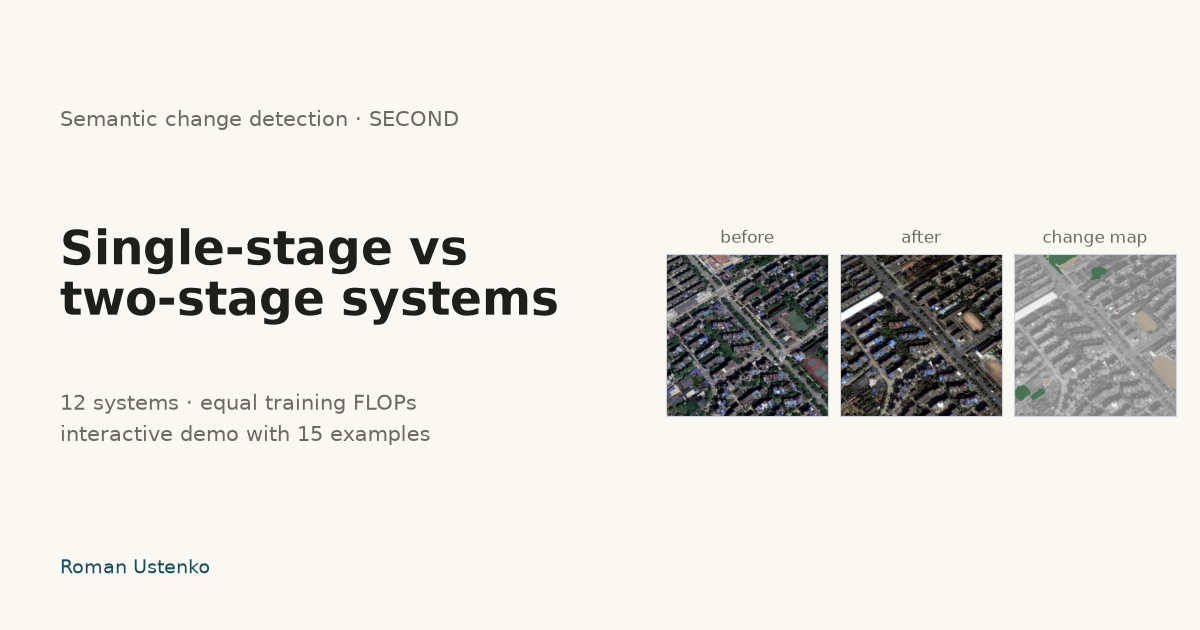 Semantic change detection · SECOND
Single-stage vs
two-stage systems
12 systems · equal training FLOPs
interactive demo with 15 examples
Roman Ustenko
before
after
change map